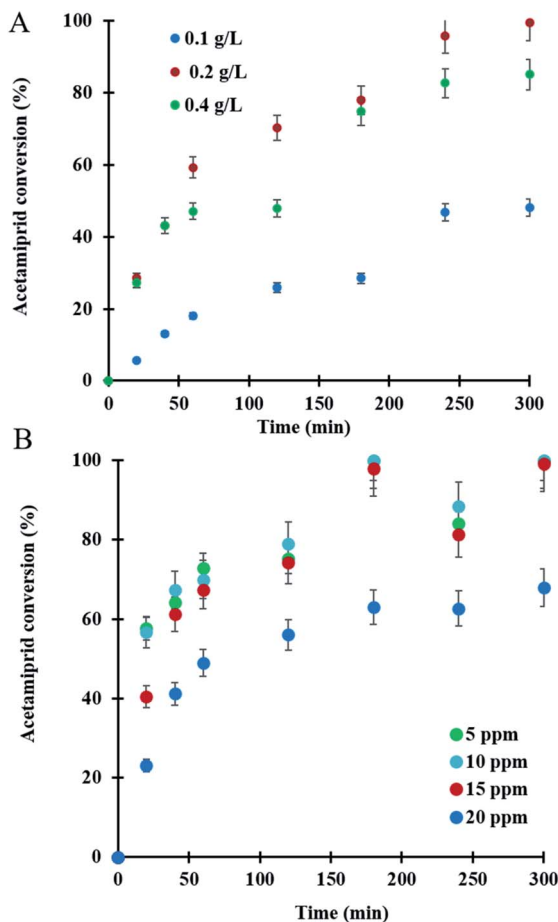 A
Acetamiprid conversion (%)
100
80
60
40
20
0
0.1 g/L
0.2 g/L
0.4 g/L
0 50 100 150 200 250 300
Time (min)
B
Acetamiprid conversion (%)
100
80
60
40
20
0
5 ppm
10 ppm
15 ppm
20 ppm
0 50 100 150 200 250 300
Time (min)